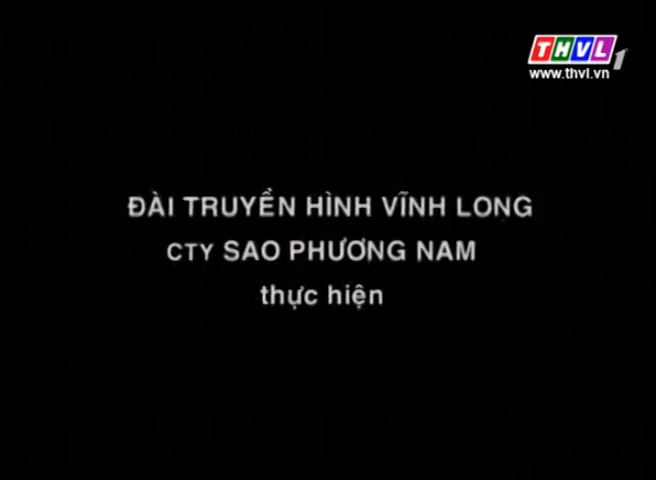 THVL1
www.thvl.vn
ĐÀI TRUYỀN HÌNH VĨNH LONG
CTY SAO PHƯƠNG NAM
thực hiện